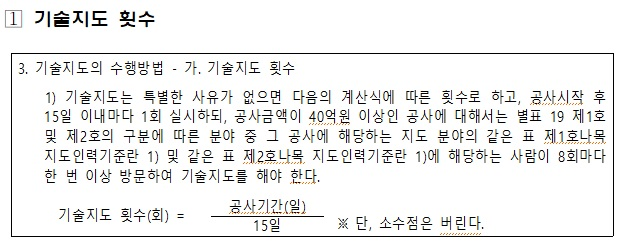 1 기술지도 횟수
3. 기술지도의 수행방법 - 가. 기술지도 횟수
1) 기술지도는 특별한 사유가 없으면 다음의 계산식에 따른 횟수로 하고, 공사시작 후
15일 이내마다 1회 실시하되, 공사금액이 40억원 이상인 공사에 대해서는 별표 19 제1호
및 제2호의 구분에 따른 분야 중 그 공사에 해당하는 지도 분야의 같은 표 제1호나목
지도인력기준란 1) 및 같은 표 제2호나목 지도인력기준란 1)에 해당하는 사람이 8회마다
한 번 이상 방문하여 기술지도를 해야 한다.
기술지도 횟수(회) =
공사기간(일)
15일
※ 단, 소수점은 버린다.